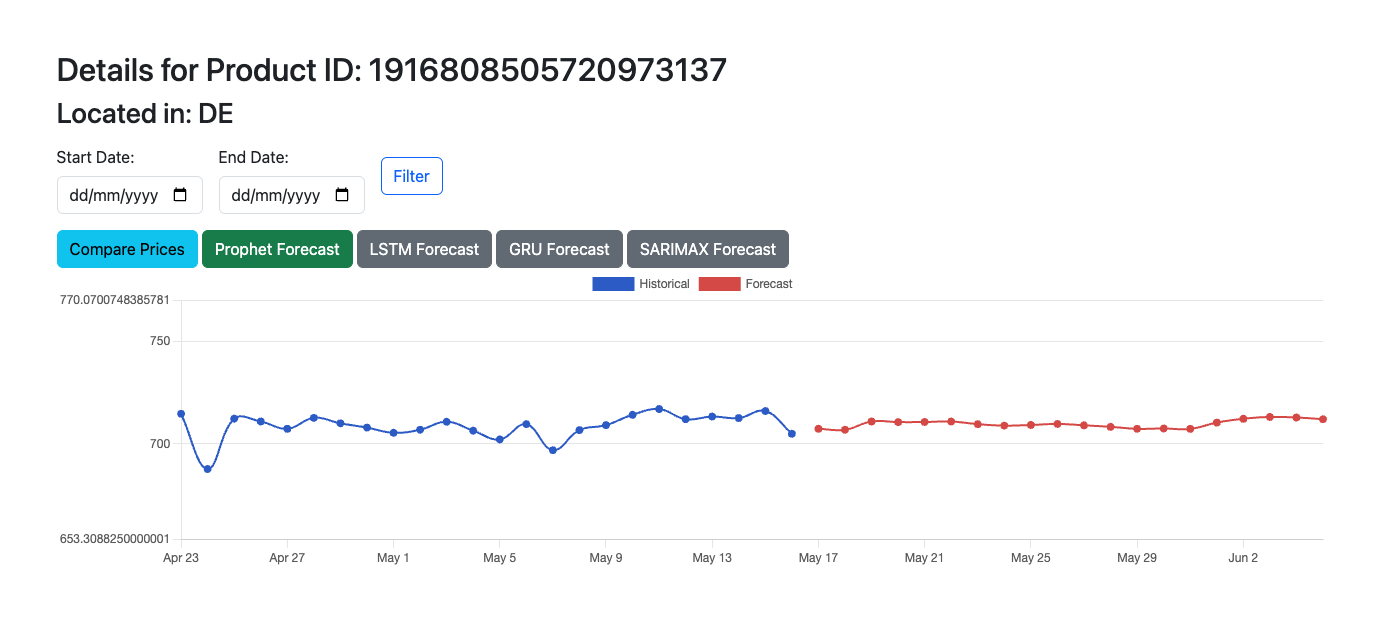 Details for Product ID: 1916808505720973137
Located in: DE
Start Date: End Date:
dd/mm/yyyy dd/mm/yyyy Filter
Compare Prices Prophet Forecast LSTM Forecast GRU Forecast SARIMAX Forecast
Historical Forecast
770.0700748385781
750
700
653.3088250000001
Apr 23 Apr 27 May 1 May 5 May 9 May 13 May 17 May 21 May 25 May 29 Jun 2